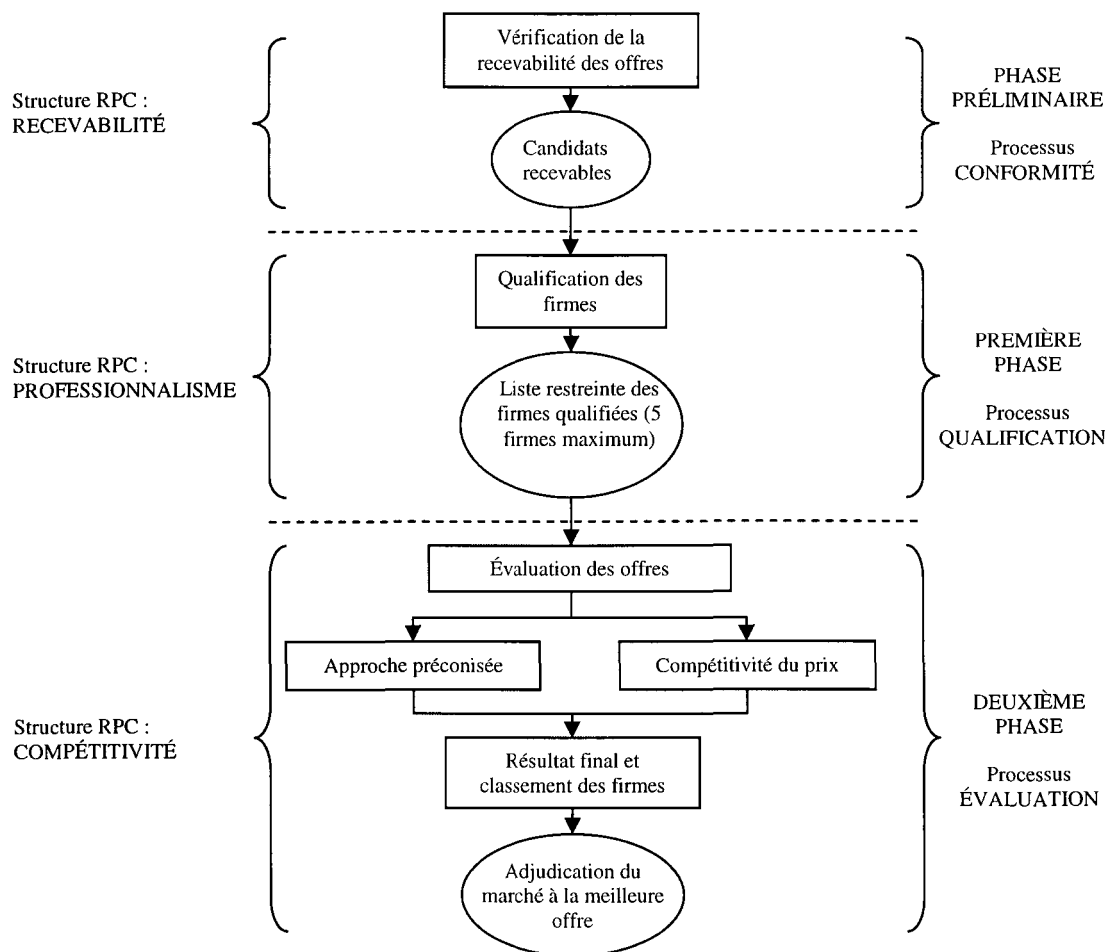 Vérification de la
recevabilité des offres
Structure RPC :
RECEVABILITÉ
PHASE
PRÉLIMINAIRE
Processus
CONFORMITÉ
Candidats
recevables
Qualification des
firmes
Structure RPC :
PROFESSIONNALISME
PREMIÈRE
PHASE
Processus
QUALIFICATION
Liste restreinte des
firmes qualifiées (5
firmes maximum)
Évaluation des offres
Approche préconisée
Compétitivité du prix
Structure RPC :
COMPÉTITIVITÉ
DEUXIÈME
PHASE
Processus
ÉVALUATION
Résultat final et
classement des firmes
Adjudication du
marché à la meilleure
offre